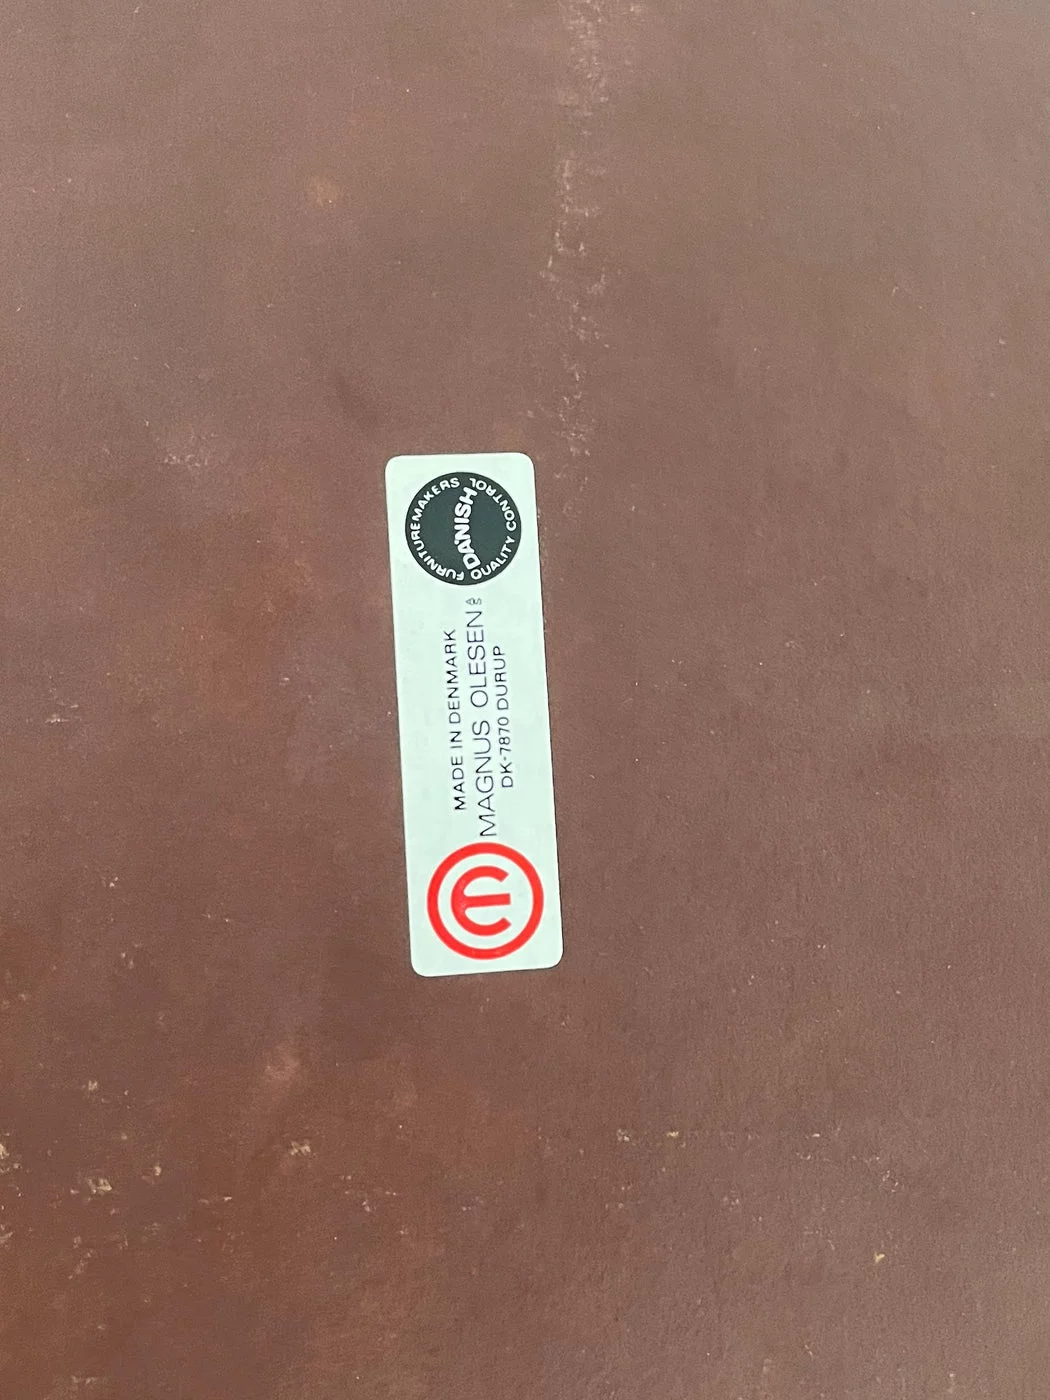 DANISH
FURNITUREMAKERS
QUALITY CONTROL
MADE IN DENMARK
MAGNUS OLESEN A/S
DK-7870 DURUP